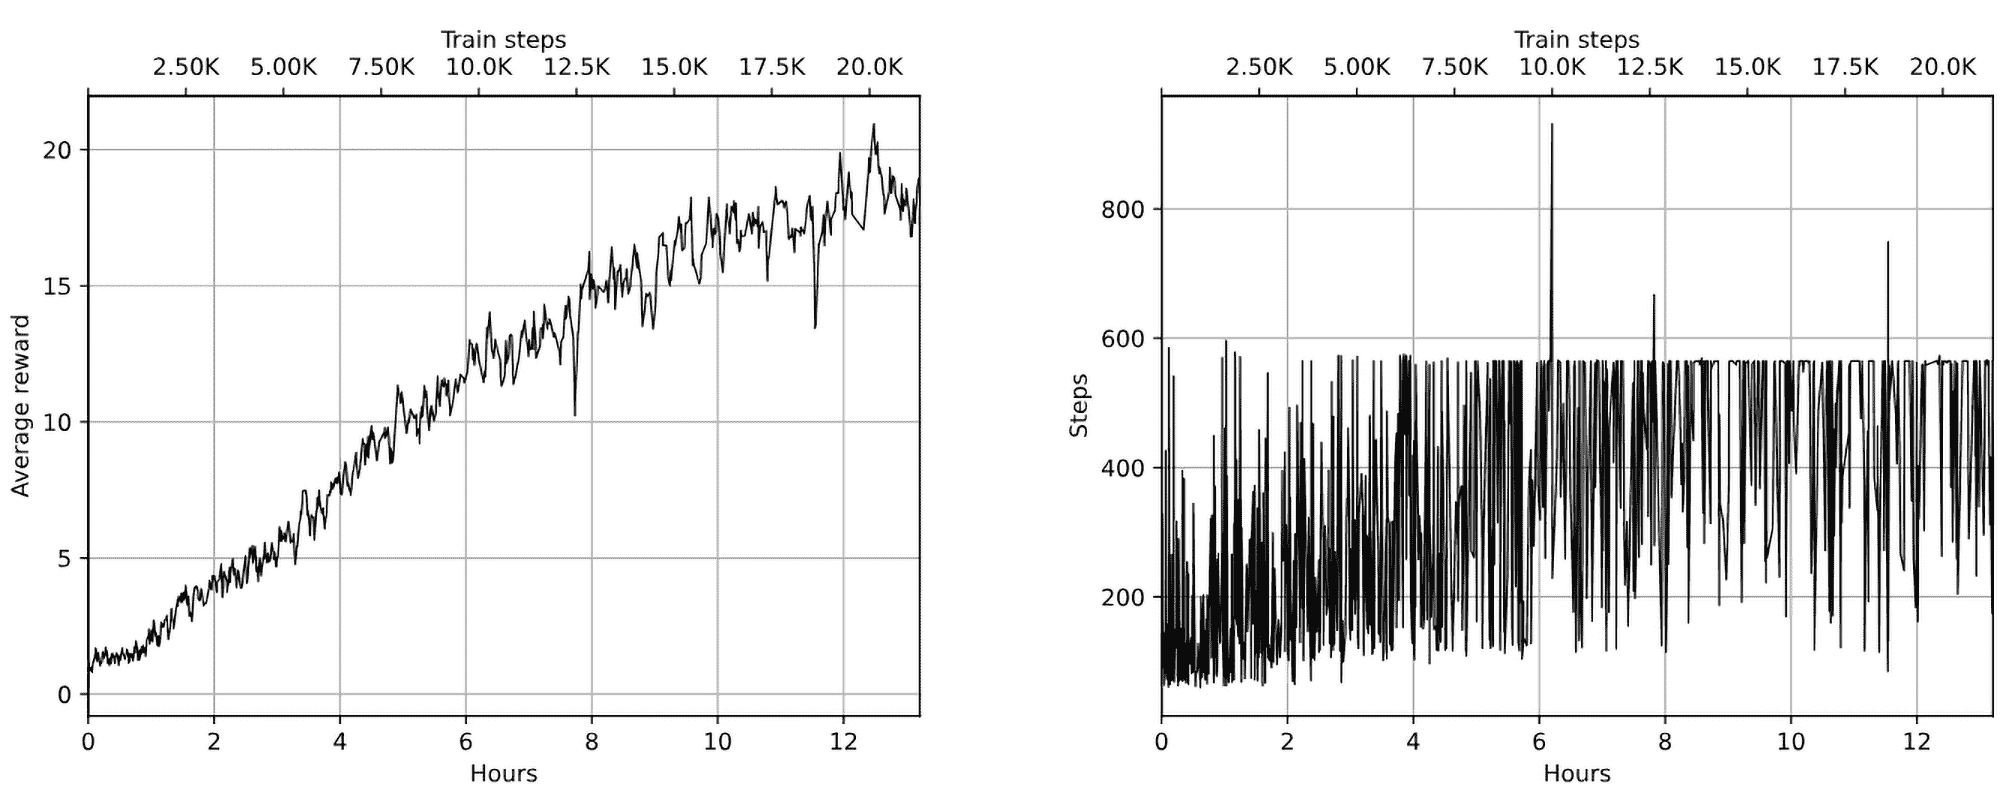 Train steps
2.50K 5.00K 7.50K 10.0K 12.5K 15.0K 17.5K 20.0K
20
15
10
5
0
Average reward
0 2 4 6 8 10 12
Hours
Train steps
2.50K 5.00K 7.50K 10.0K 12.5K 15.0K 17.5K 20.0K
800
600
400
200
Steps
0 2 4 6 8 10 12
Hours